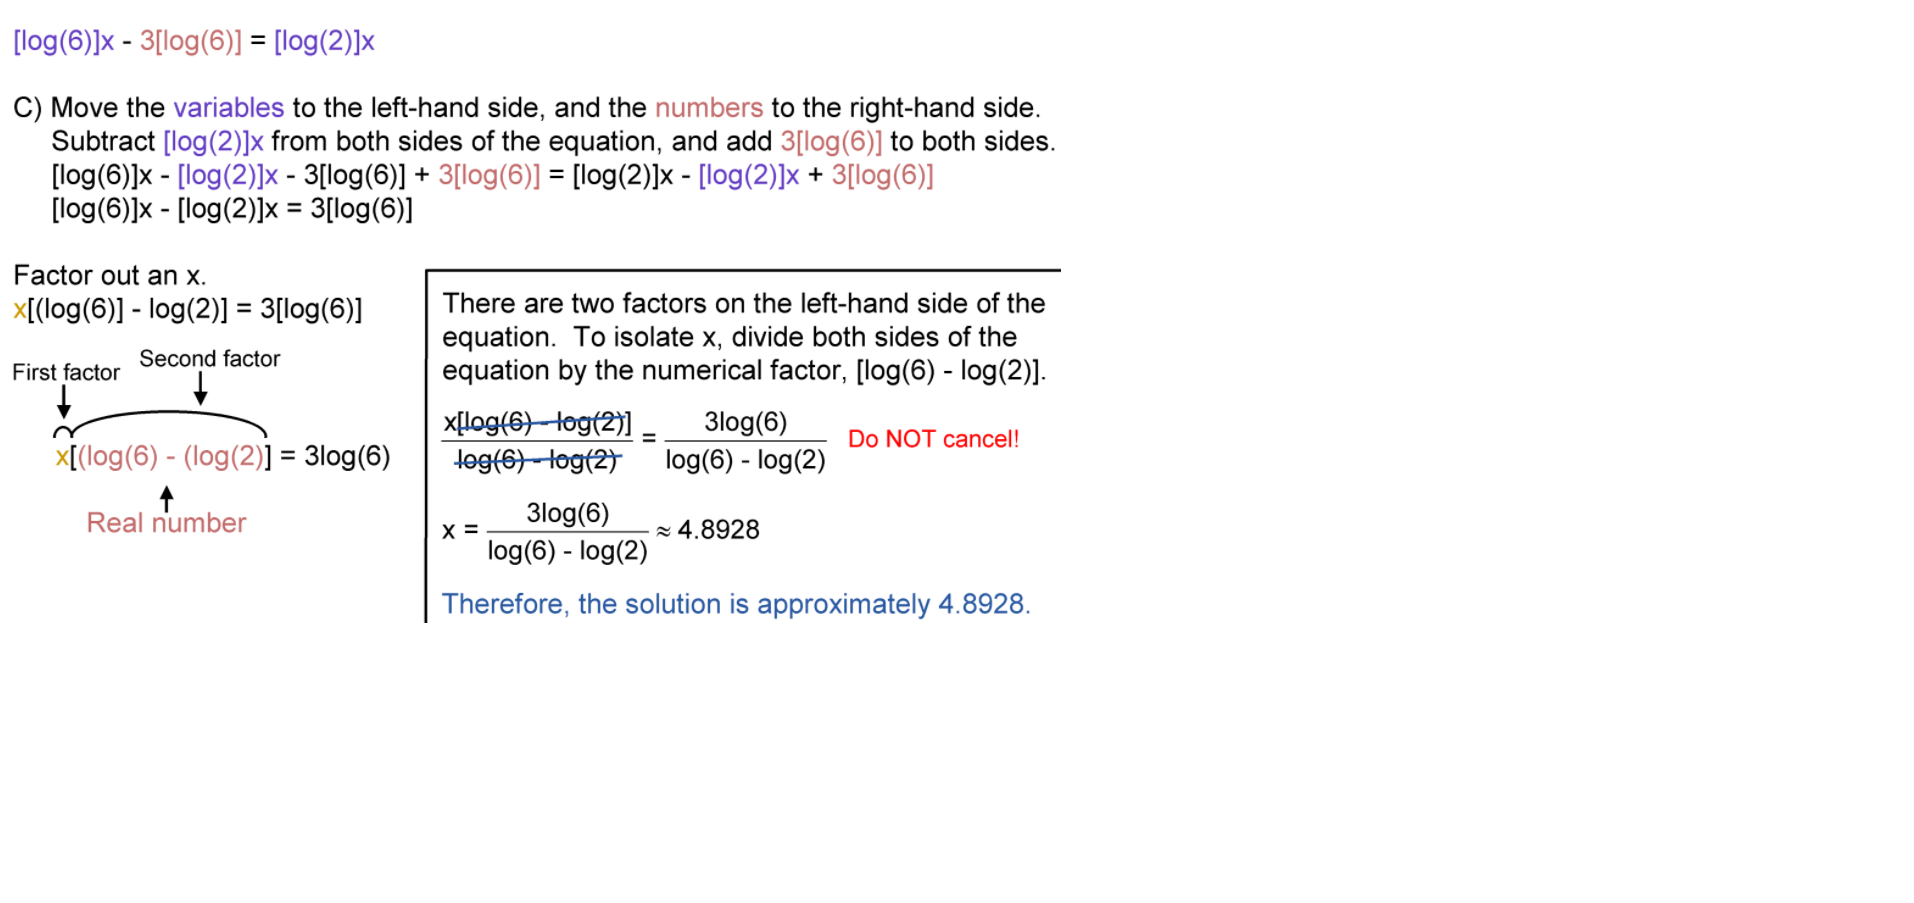 [log(6)]x - 3[log(6)] = [log(2)]x
C) Move the variables to the left-hand side, and the numbers to the right-hand side.
Subtract [log(2)]x from both sides of the equation, and add 3[log(6)] to both sides.
[log(6)]x - [log(2)]x - 3[log(6)] + 3[log(6)] = [log(2)]x - [log(2)]x + 3[log(6)]
[log(6)]x - [log(2)]x = 3[log(6)]
Factor out an x.
x[(log(6)] - log(2)] = 3[log(6)]
First factor
Second factor
x[(log(6) - (log(2)] = 3log(6)
Real number
There are two factors on the left-hand side of the
equation. To isolate x, divide both sides of the
equation by the numerical factor, [log(6) - log(2)].
x[log(6) - log(2)]
log(6) - log(2)
=
3log(6)
log(6) - log(2)
Do NOT cancel!
x =
3log(6)
log(6) - log(2)
≈ 4.8928
Therefore, the solution is approximately 4.8928.